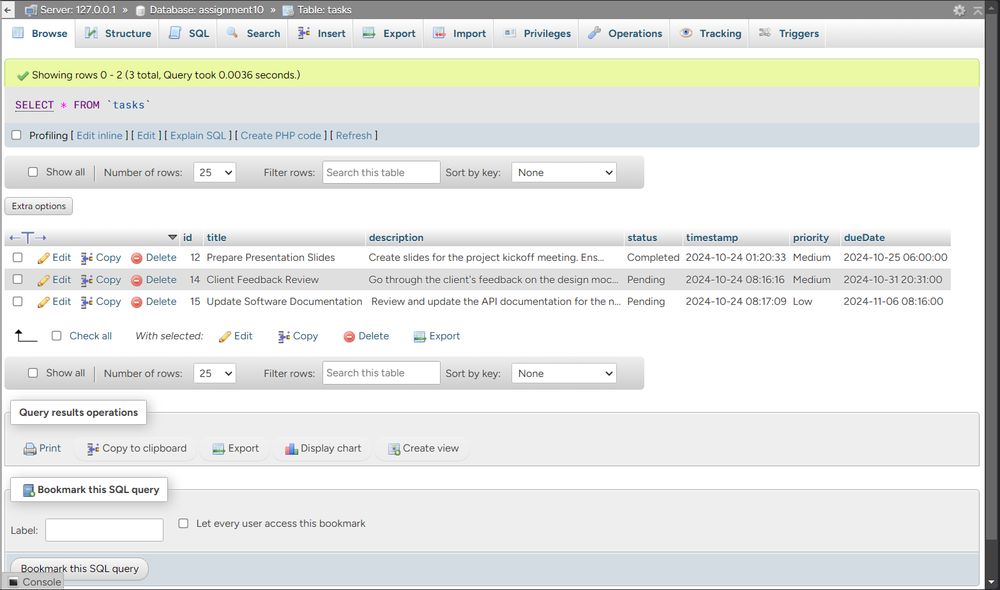 Server: 127.0.0.1 » Database: assignment10 » Table: tasks
Browse Structure SQL Search Insert Export Import Privileges Operations Tracking Triggers
Showing rows 0 - 2 (3 total, Query took 0.0036 seconds.)
SELECT * FROM `tasks`
Profiling [ Edit inline ] [ Edit ] [ Explain SQL ] [ Create PHP code ] [ Refresh ]
Show all Number of rows: 25 Filter rows: Search this table Sort by key: None
Extra options
id title description status timestamp priority dueDate
Edit Copy Delete 12 Prepare Presentation Slides Create slides for the project kickoff meeting. Ens... Completed 2024-10-24 01:20:33 Medium 2024-10-25 06:00:00
Edit Copy Delete 14 Client Feedback Review Go through the client's feedback on the design moc... Pending 2024-10-24 08:16:16 Medium 2024-10-31 20:31:00
Edit Copy Delete 15 Update Software Documentation Review and update the API documentation for the n... Pending 2024-10-24 08:17:09 Low 2024-11-06 08:16:00
Check all With selected: Edit Copy Delete Export
Show all Number of rows: 25 Filter rows: Search this table Sort by key: None
Query results operations
Print Copy to clipboard Export Display chart Create view
Bookmark this SQL query
Label: Let every user access this bookmark
Bookmark this SQL query
Console